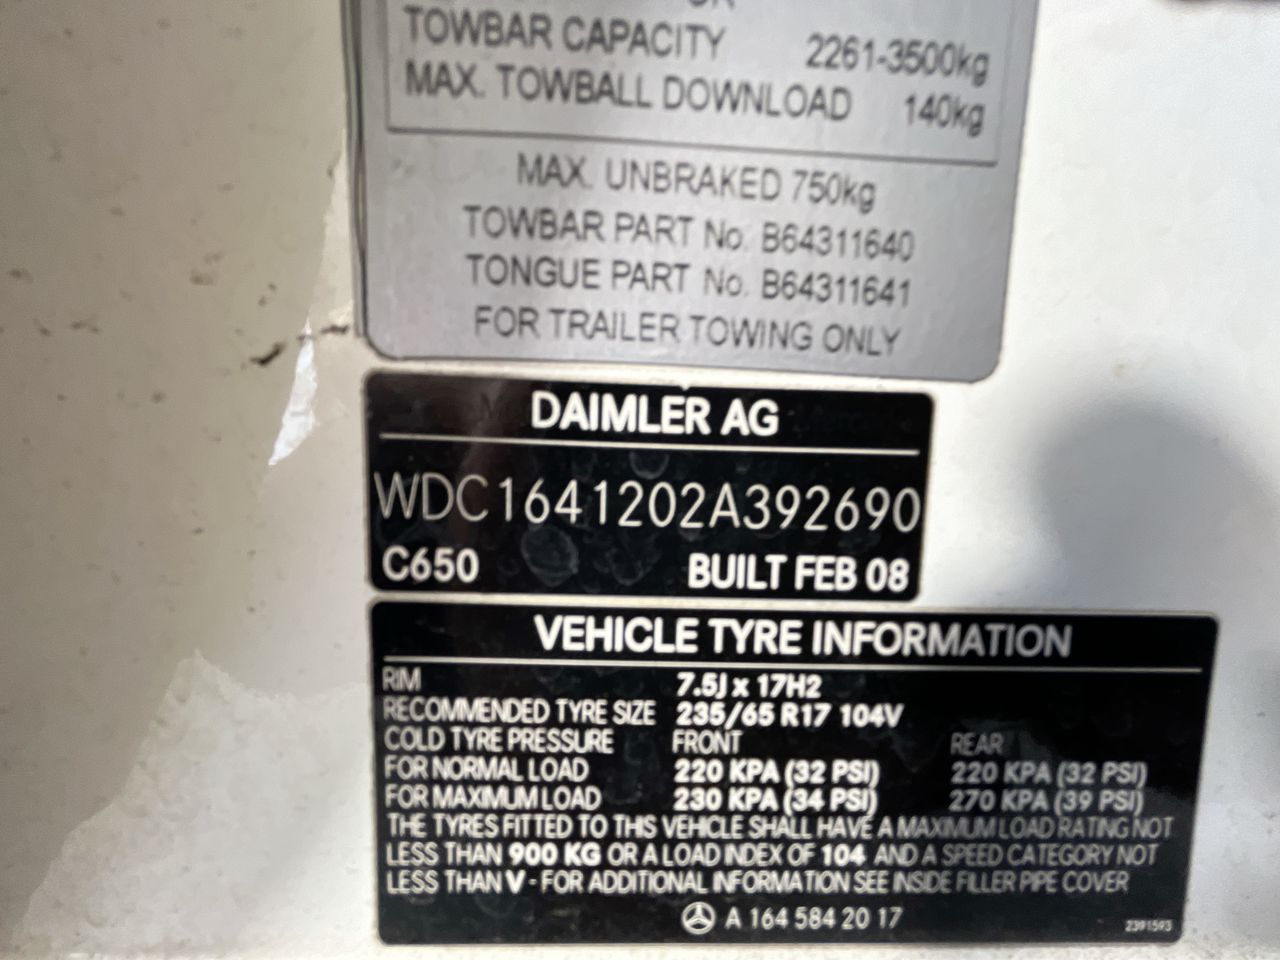 TOWBAR CAPACITY 2261-3500kg
MAX. TOWBALL DOWNLOAD 140kg
MAX. UNBRAKED 750kg
TOWBAR PART No. B64311640
TONGUE PART No. B64311641
FOR TRAILER TOWING ONLY
DAIMLER AG
WDC1641202A392690
C650 BUILT FEB 08
VEHICLE TYRE INFORMATION
RIM 7.5J x 17H2
RECOMMENDED TYRE SIZE 235/65 R17 104V
COLD TYRE PRESSURE FRONT REAR
FOR NORMAL LOAD 220 KPA (32 PSI) 220 KPA (32 PSI)
FOR MAXIMUM LOAD 230 KPA (34 PSI) 270 KPA (39 PSI)
THE TYRES FITTED TO THIS VEHICLE SHALL HAVE A MAXIMUM LOAD RATING NOT
LESS THAN 900 KG OR A LOAD INDEX OF 104 AND A SPEED CATEGORY NOT
LESS THAN V - FOR ADDITIONAL INFORMATION SEE INSIDE FILLER PIPE COVER
A 164 584 20 17
2391593